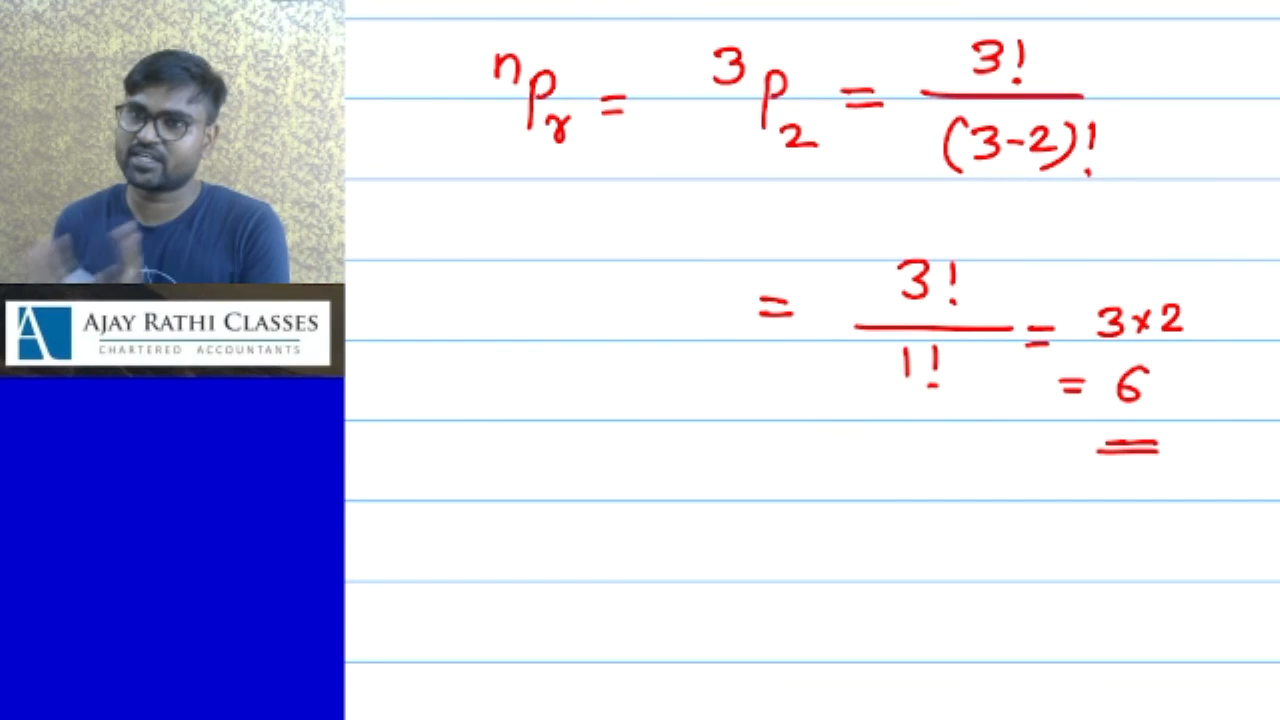 ⁿPᵣ = ³P₂ = 3! / (3-2)!
= 3! / 1! = 3×2
= 6
AJAY RATHI CLASSES
CHARTERED ACCOUNTANTS